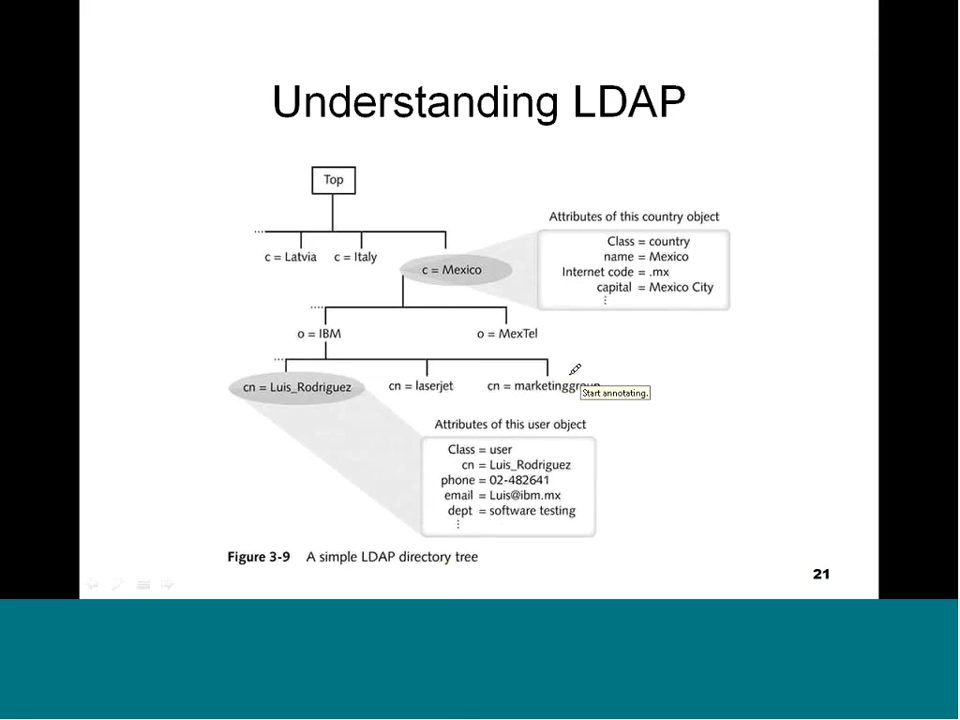 Understanding LDAP
Top
Attributes of this country object
c = Latvia
c = Italy
c = Mexico
Class = country
name = Mexico
Internet code = .mx
capital = Mexico City
o = IBM
o = MexTel
cn = Luis_Rodriguez
cn = laserjet
cn = marketinggroup
Start annotating.
Attributes of this user object
Class = user
cn = Luis_Rodriguez
phone = 02-482641
email = Luis@ibm.mx
dept = software testing
Figure 3-9 A simple LDAP directory tree
21